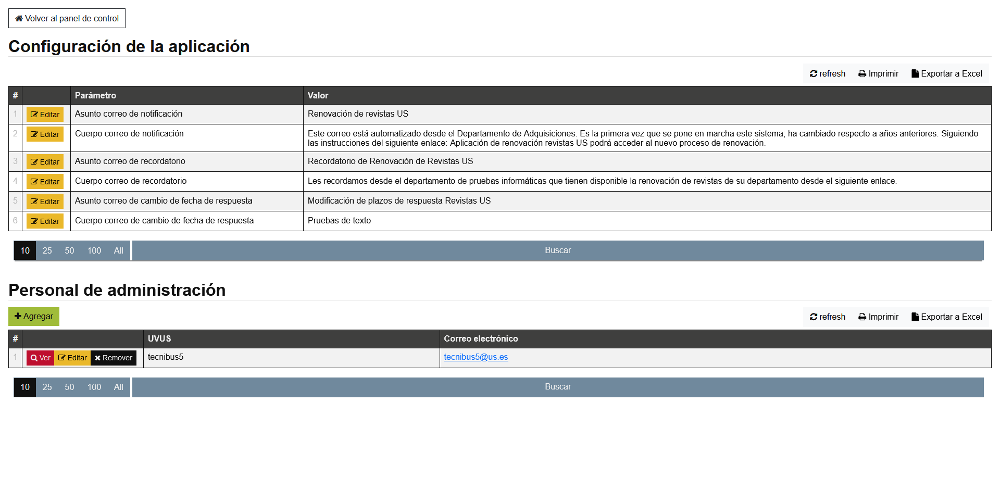 Volver al panel de control
Configuración de la aplicación
refresh Imprimir Exportar a Excel
# Parámetro Valor
1 Editar Asunto correo de notificación Renovación de revistas US
2 Editar Cuerpo correo de notificación Este correo está automatizado desde el Departamento de Adquisiciones. Es la primera vez que se pone en marcha este sistema; ha cambiado respecto a años anteriores. Siguiendo
las instrucciones del siguiente enlace: Aplicación de renovación revistas US podrá acceder al nuevo proceso de renovación.
3 Editar Asunto correo de recordatorio Recordatorio de Renovación de Revistas US
4 Editar Cuerpo correo de recordatorio Les recordamos desde el departamento de pruebas informáticas que tienen disponible la renovación de revistas de su departamento desde el siguiente enlace.
5 Editar Asunto correo de cambio de fecha de respuesta Modificación de plazos de respuesta Revistas US
6 Editar Cuerpo correo de cambio de fecha de respuesta Pruebas de texto
10 25 50 100 All Buscar
Personal de administración
Agregar refresh Imprimir Exportar a Excel
# UVUS Correo electrónico
1 Ver Editar Remover tecnibus5 tecnibus5@us.es
10 25 50 100 All Buscar